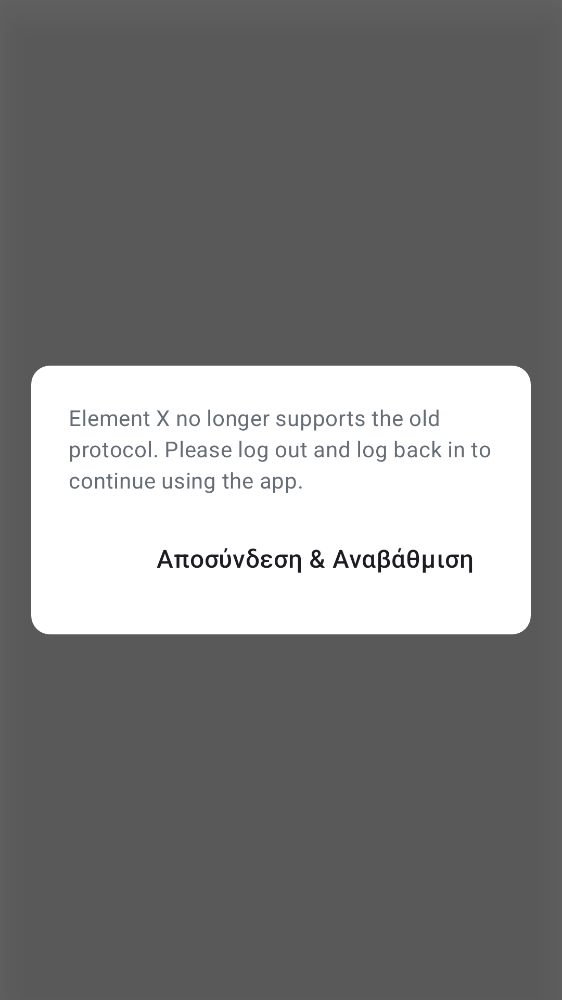 Element X no longer supports the old
protocol. Please log out and log back in to
continue using the app.
Αποσύνδεση & Αναβάθμιση